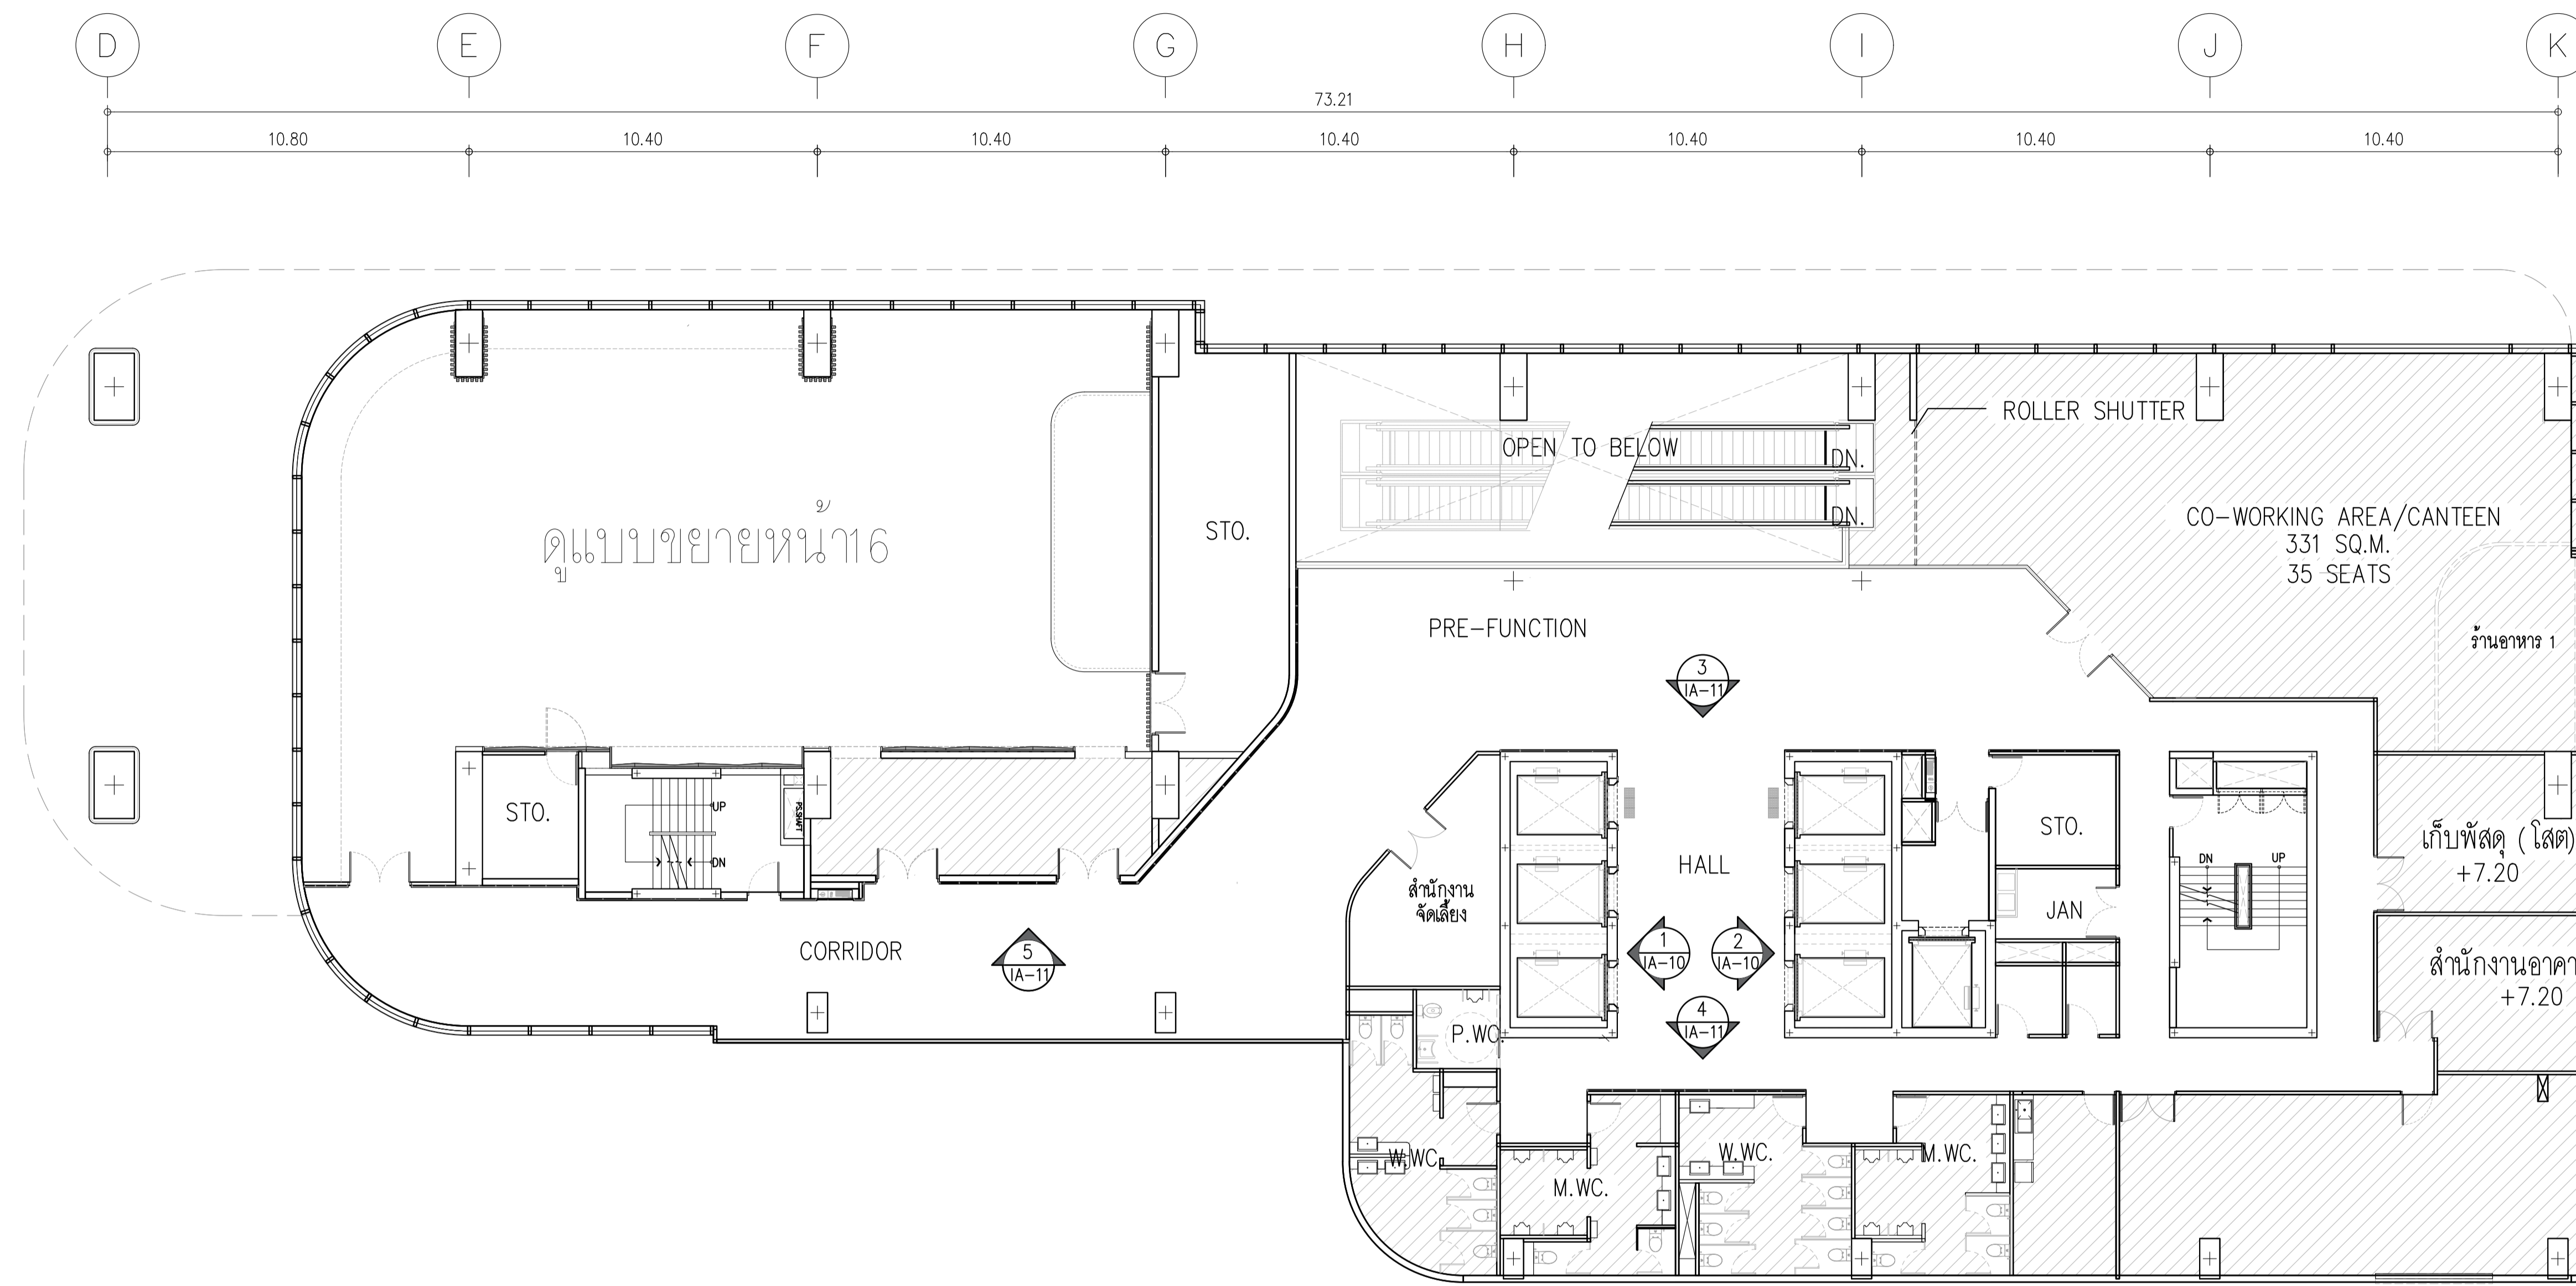 D E F G H I J K
73.21
10.80 10.40 10.40 10.40 10.40 10.40 10.40
ROLLER SHUTTER
OPEN TO BELOW
DN.
DN.
STO.
ดูแบบขยายหน้า16
CO-WORKING AREA/CANTEEN
331 SQ.M.
35 SEATS
ร้านอาหาร 1
PRE-FUNCTION
3
IA-11
STO.
UP
DN
PS.SHAFT
HALL
STO.
เก็บพัสดุ (โสต)
+7.20
DN
UP
สำนักงาน
จัดเลี้ยง
JAN
CORRIDOR
5
IA-11
1
IA-10
2
IA-10
สำนักงานอาคา
+7.20
4
IA-11
P.WC.
W.WC.
M.WC.
W.WC.
M.WC.